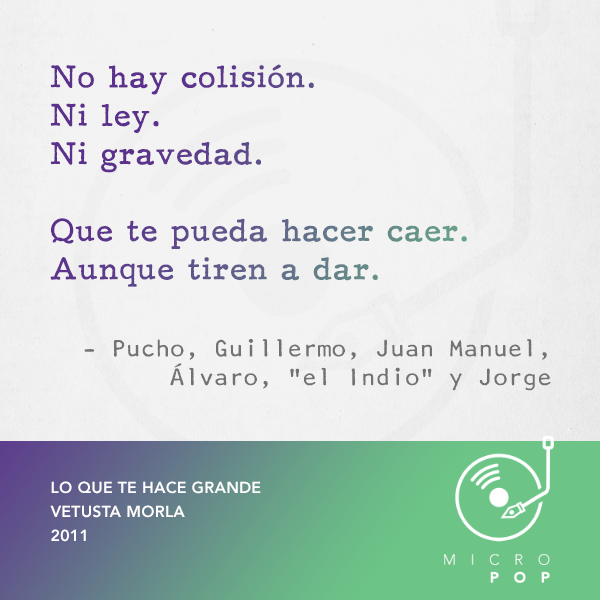 No hay colisión.
Ni ley.
Ni gravedad.
Que te pueda hacer caer.
Aunque tiren a dar.
- Pucho, Guillermo, Juan Manuel,
Álvaro, "el Indio" y Jorge
LO QUE TE HACE GRANDE
VETUSTA MORLA
2011
MICRO
POP